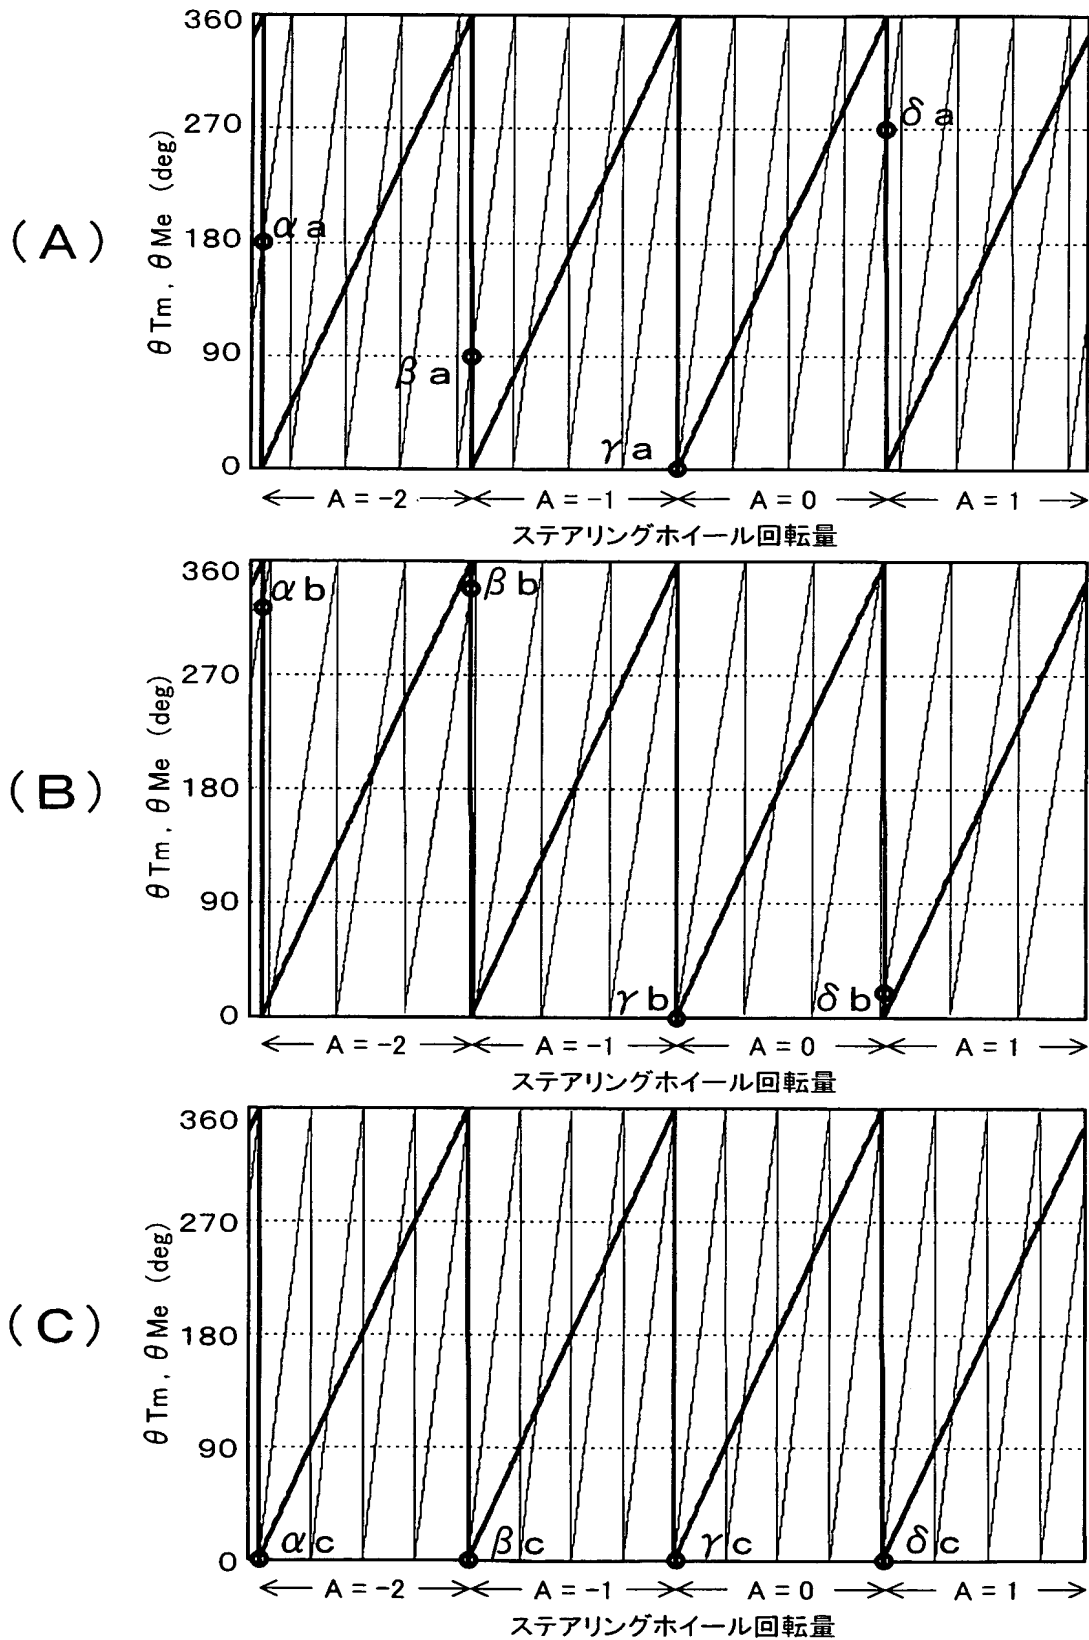 (A)
θTm, θMe (deg)
360
270
180
90
0
αa
βa
γa
δa
A = -2
A = -1
A = 0
A = 1
ステアリングホイール回転量
(B)
θTm, θMe (deg)
360
270
180
90
0
αb
βb
γb
δb
A = -2
A = -1
A = 0
A = 1
ステアリングホイール回転量
(C)
θTm, θMe (deg)
360
270
180
90
0
αc
βc
γc
δc
A = -2
A = -1
A = 0
A = 1
ステアリングホイール回転量